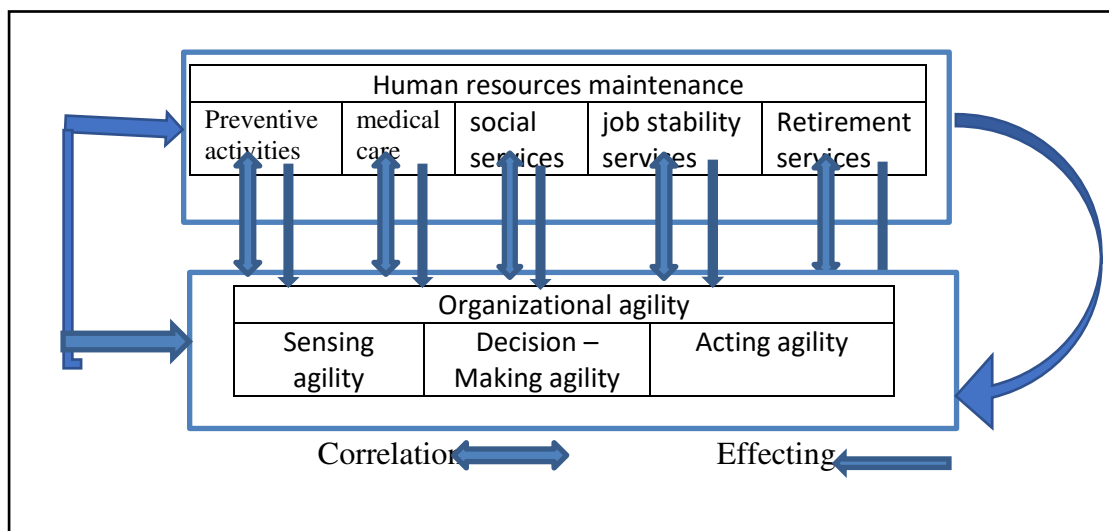 Human resources maintenance
Preventive activities
medical care
social services
job stability services
Retirement services
Organizational agility
Sensing agility
Decision – Making agility
Acting agility
Correlation
Effecting